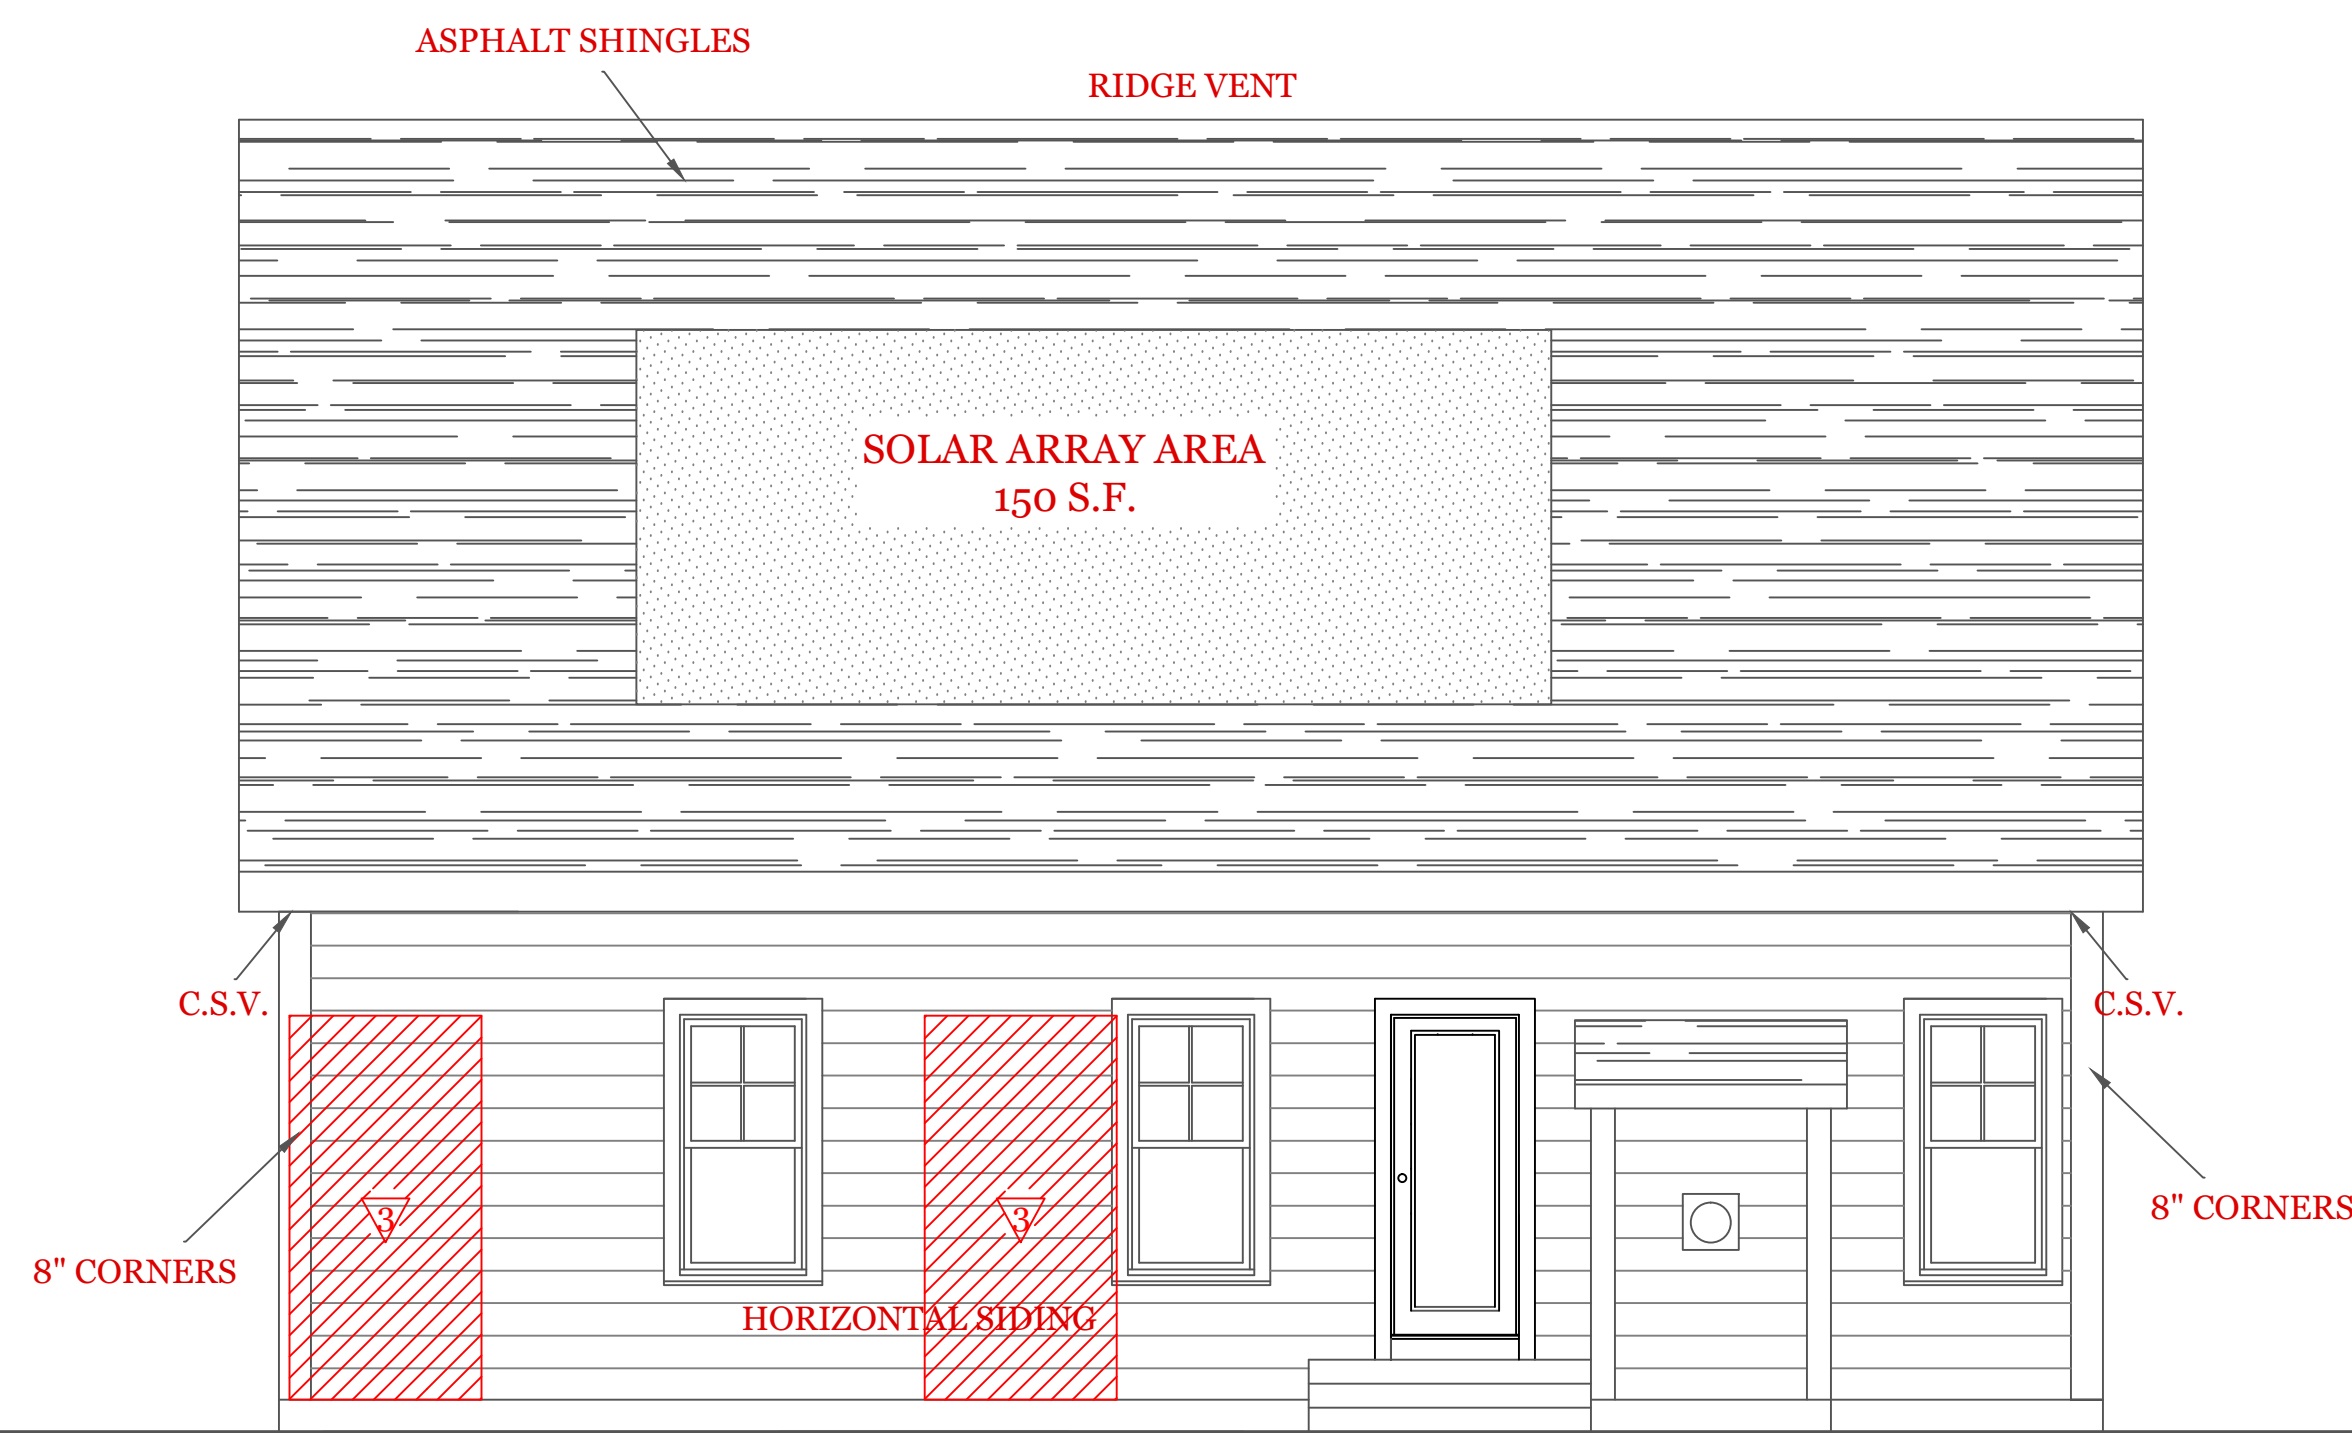 ASPHALT SHINGLES
RIDGE VENT
SOLAR ARRAY AREA
150 S.F.
C.S.V.
C.S.V.
3
3
8" CORNERS
8" CORNERS
HORIZONTAL SIDING